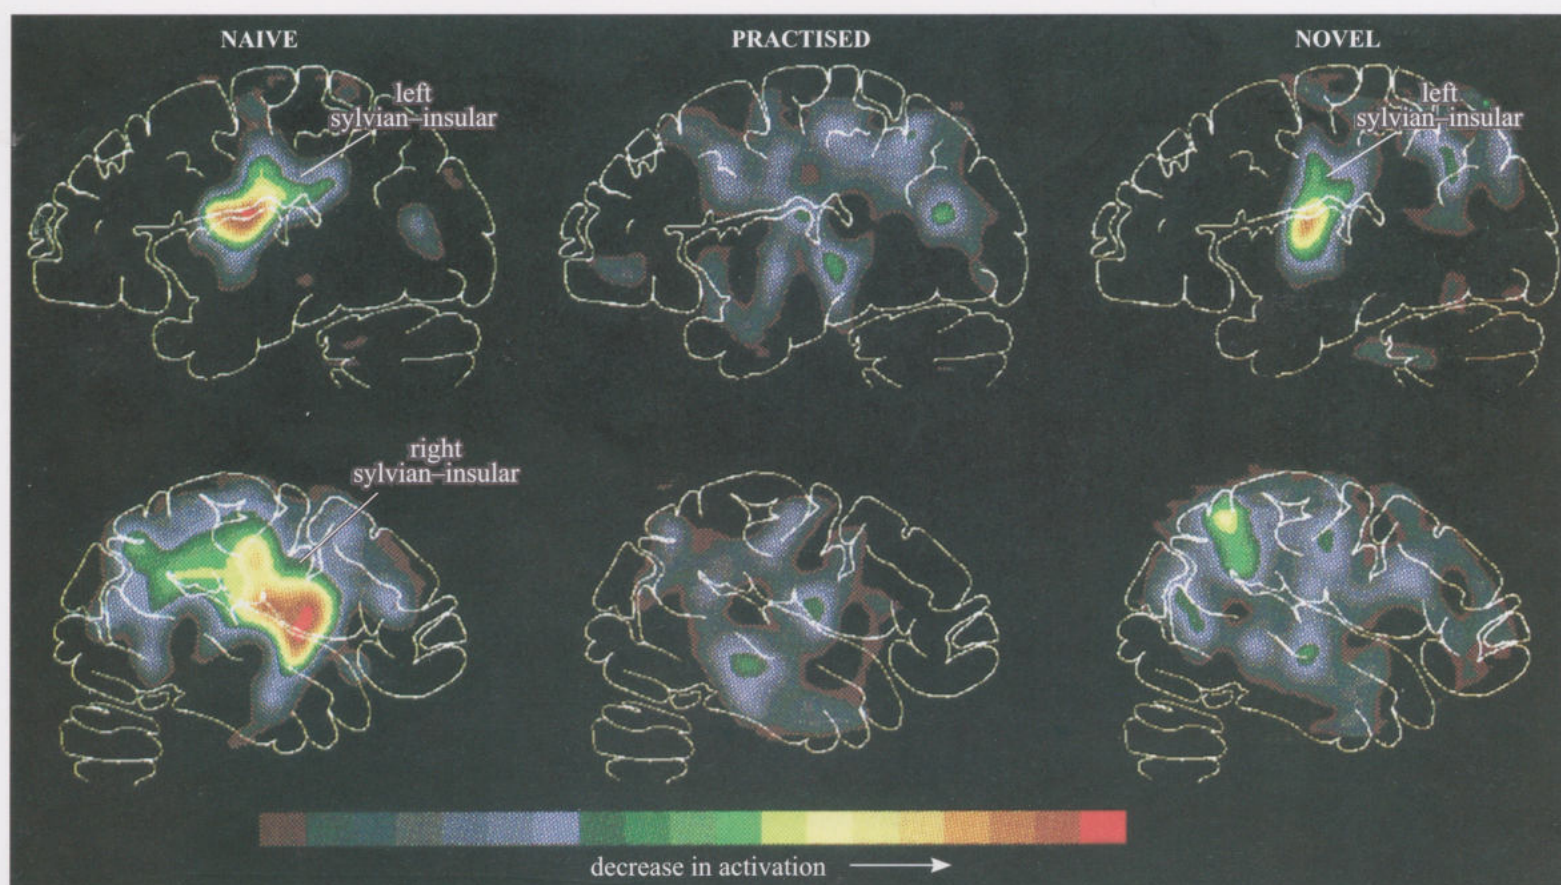 NAIVE
PRACTISED
NOVEL
left
sylvian–insular
left
sylvian–insular
right
sylvian–insular
decrease in activation